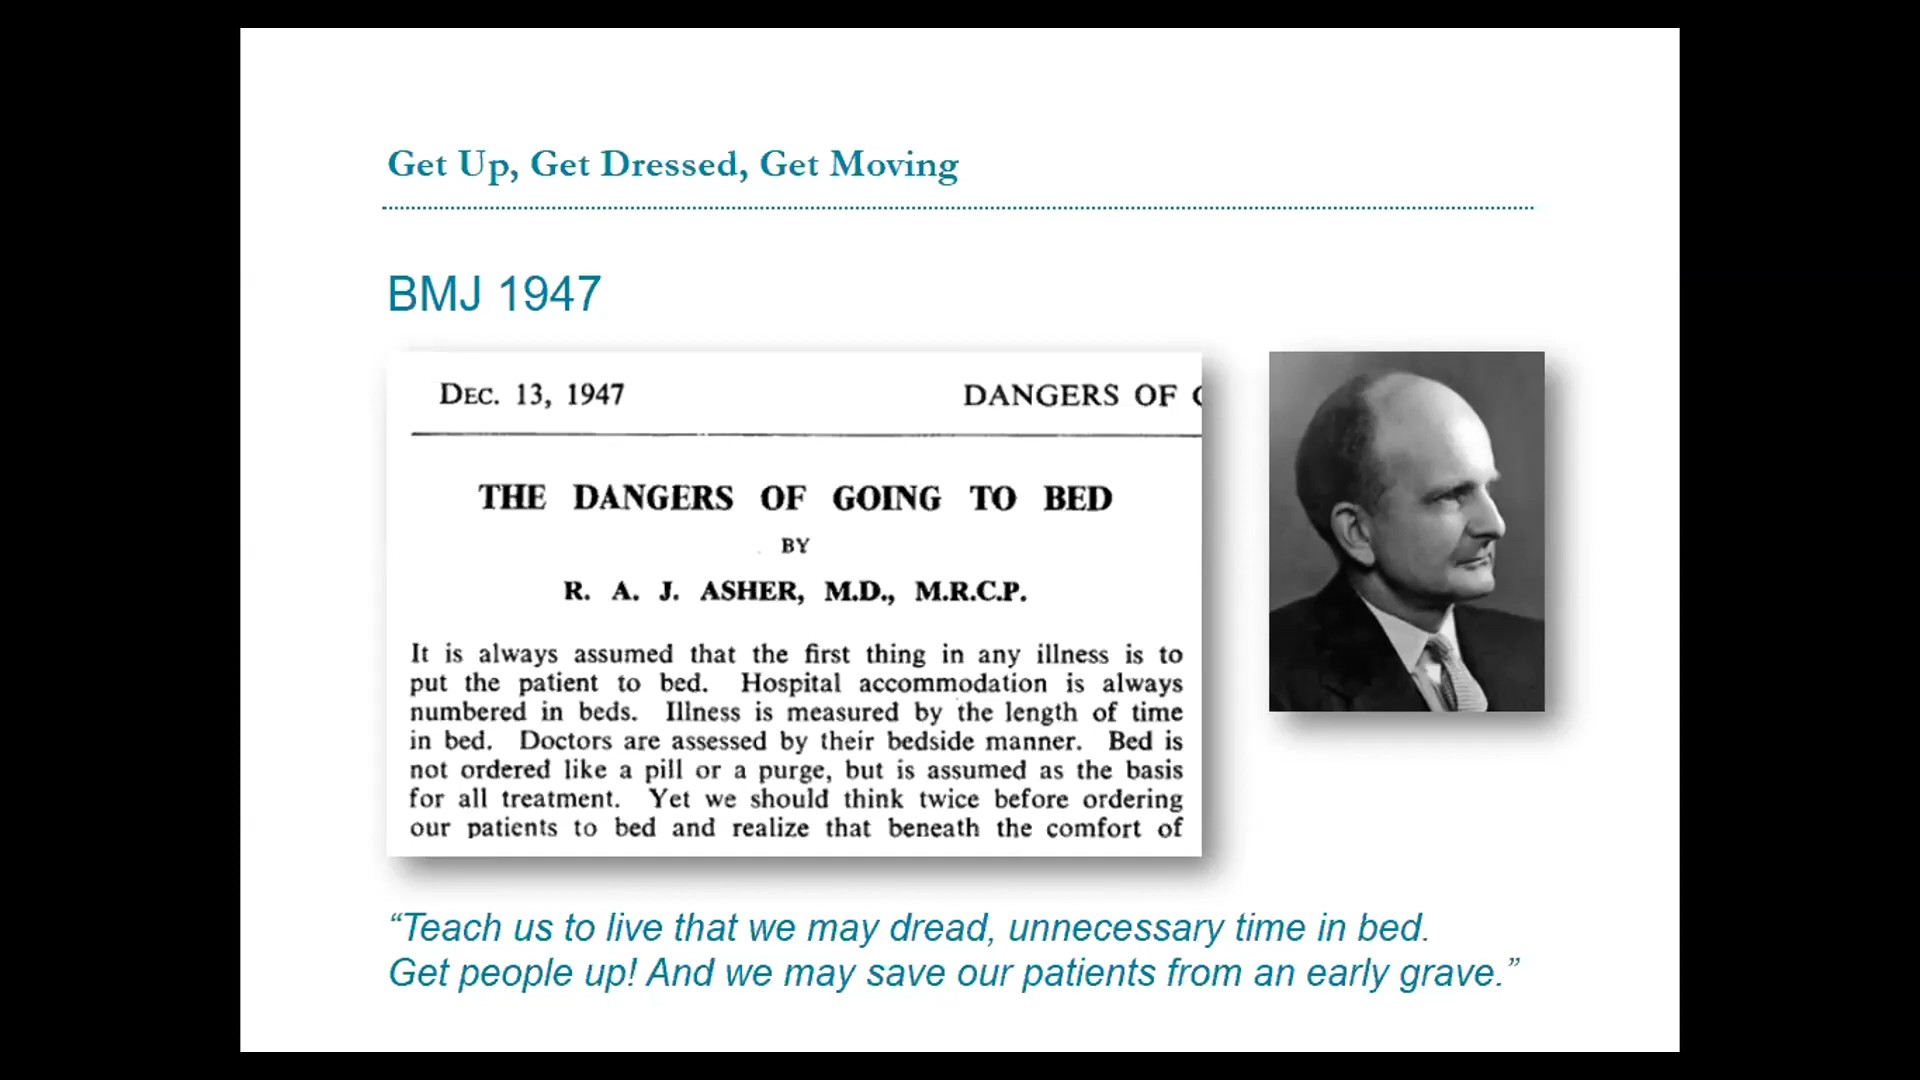 Get Up, Get Dressed, Get Moving
BMJ 1947
DEC. 13, 1947 DANGERS OF
THE DANGERS OF GOING TO BED
BY
R. A. J. ASHER, M.D., M.R.C.P.
It is always assumed that the first thing in any illness is to
put the patient to bed. Hospital accommodation is always
numbered in beds. Illness is measured by the length of time
in bed. Doctors are assessed by their bedside manner. Bed is
not ordered like a pill or a purge, but is assumed as the basis
for all treatment. Yet we should think twice before ordering
our patients to bed and realize that beneath the comfort of
“Teach us to live that we may dread, unnecessary time in bed.
Get people up! And we may save our patients from an early grave.”